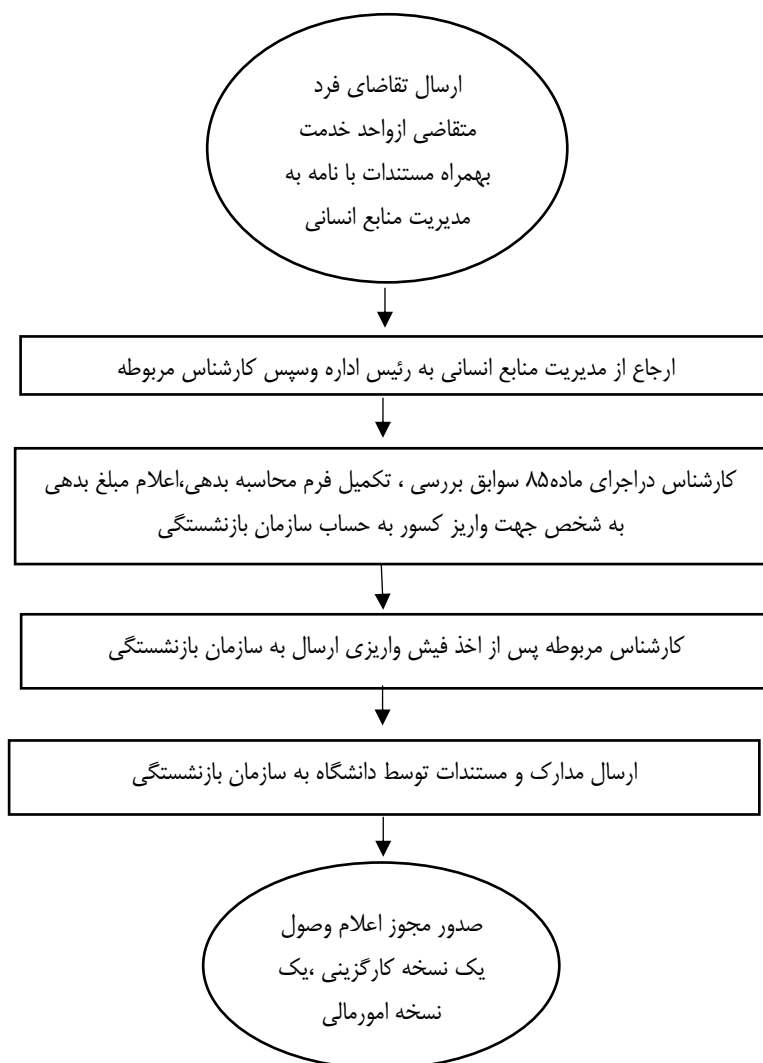 ارسال تقاضای فرد
متقاضی ازواحد خدمت
بهمراه مستندات با نامه به
مدیریت منابع انسانی
ارجاع از مدیریت منابع انسانی به رئیس اداره وسپس کارشناس مربوطه
کارشناس دراجرای ماده۸۵ سوابق بررسی ، تکمیل فرم محاسبه بدهی،اعلام مبلغ بدهی
به شخص جهت واریز کسور به حساب سازمان بازنشستگی
کارشناس مربوطه پس از اخذ فیش واریزی ارسال به سازمان بازنشستگی
ارسال مدارک و مستندات توسط دانشگاه به سازمان بازنشستگی
صدور مجوز اعلام وصول
یک نسخه کارگزینی ،یک
نسخه امورمالی